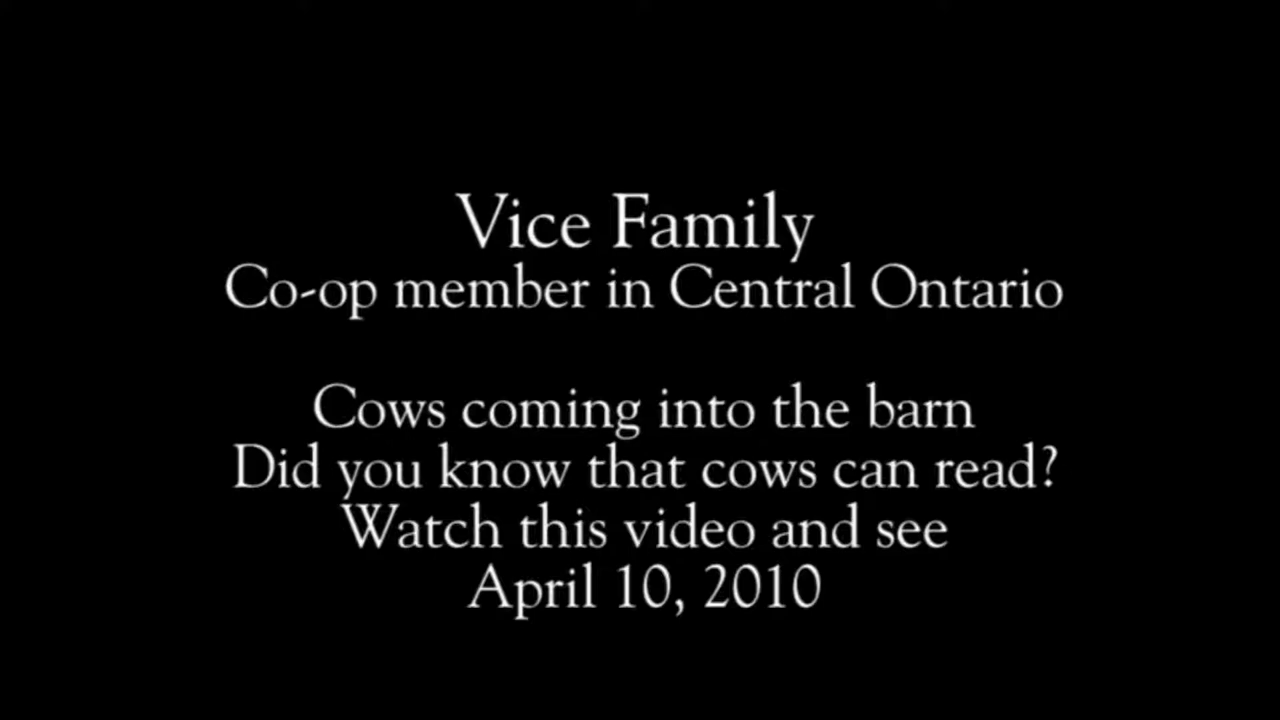 Vice Family
Co-op member in Central Ontario
Cows coming into the barn
Did you know that cows can read?
Watch this video and see
April 10, 2010